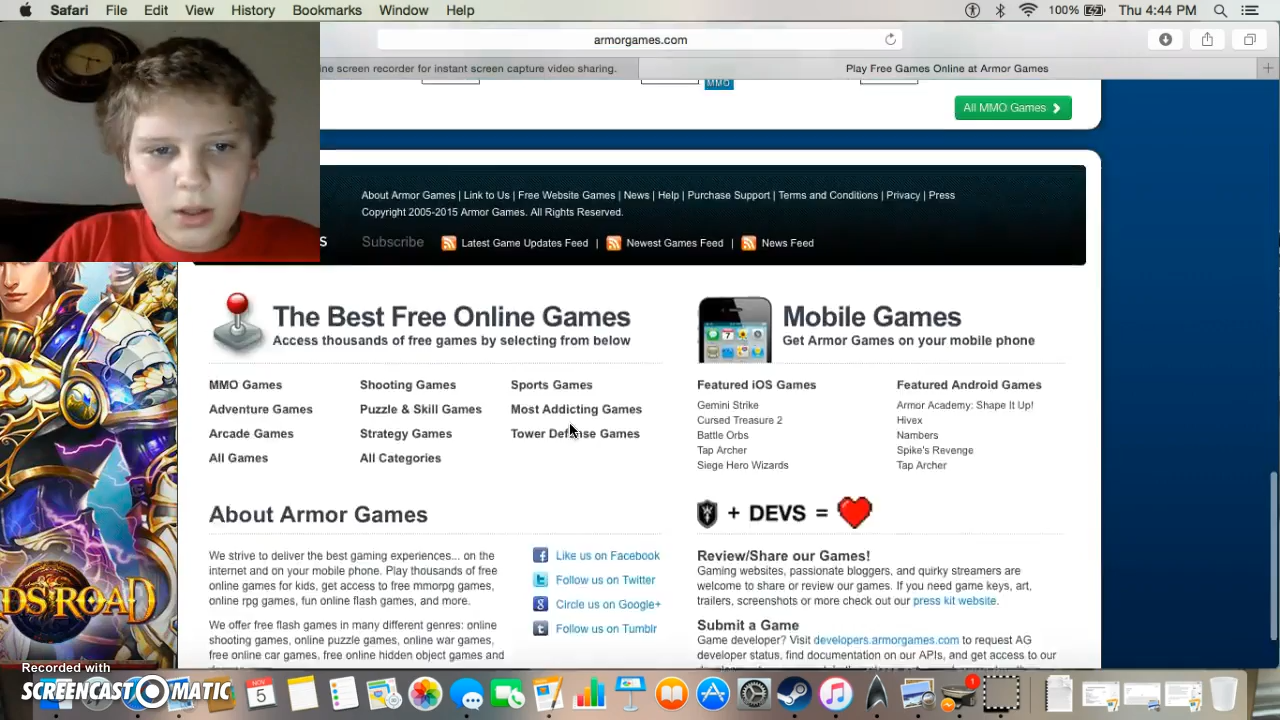 Safari File Edit View History Bookmarks Window Help 100% Thu 4:44 PM
armorgames.com
ne screen recorder for instant screen capture video sharing. Play Free Games Online at Armor Games
MMO
All MMO Games
About Armor Games | Link to Us | Free Website Games | News | Help | Purchase Support | Terms and Conditions | Privacy | Press
Copyright 2005-2015 Armor Games. All Rights Reserved.
S Subscribe Latest Game Updates Feed | Newest Games Feed | News Feed
The Best Free Online Games
Access thousands of free games by selecting from below
MMO Games Shooting Games Sports Games
Adventure Games Puzzle & Skill Games Most Addicting Games
Arcade Games Strategy Games Tower Defense Games
All Games All Categories
Mobile Games
Get Armor Games on your mobile phone
Featured iOS Games
Gemini Strike
Cursed Treasure 2
Battle Orbs
Tap Archer
Siege Hero Wizards
Featured Android Games
Armor Academy: Shape It Up!
Hivex
Nambers
Spike's Revenge
Tap Archer
About Armor Games
We strive to deliver the best gaming experiences... on the
internet and on your mobile phone. Play thousands of free
online games for kids, get access to free mmorpg games,
online rpg games, fun online flash games, and more.
We offer free flash games in many different genres: online
shooting games, online puzzle games, online war games,
free online car games, free online hidden object games and
Like us on Facebook
Follow us on Twitter
Circle us on Google+
Follow us on Tumblr
+ DEVS =
Review/Share our Games!
Gaming websites, passionate bloggers, and quirky streamers are
welcome to share or review our games. If you need game keys, art,
trailers, screenshots or more check out our press kit website.
Submit a Game
Game developer? Visit developers.armorgames.com to request AG
developer status, find documentation on our APIs, and get access to our
DS ROAD
Recorded with
SCREENCAST MATIC
NOV
5
1